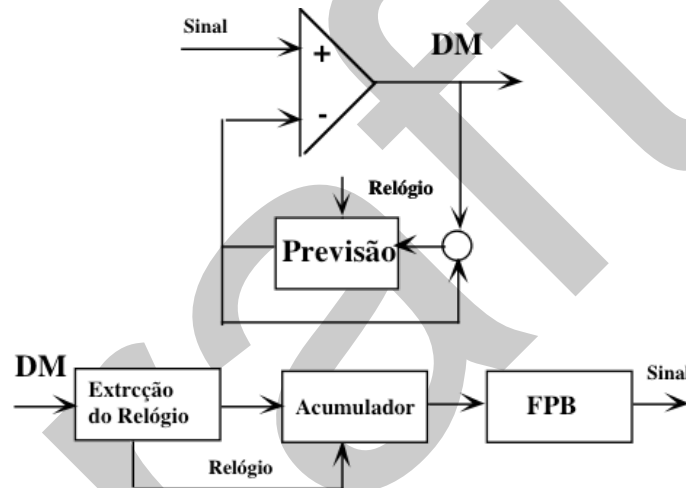 Sinal
DM
+
-
Relógio
Previsão
DM
Extrcção
do Relógio
Acumulador
FPB
Sinal
Relógio